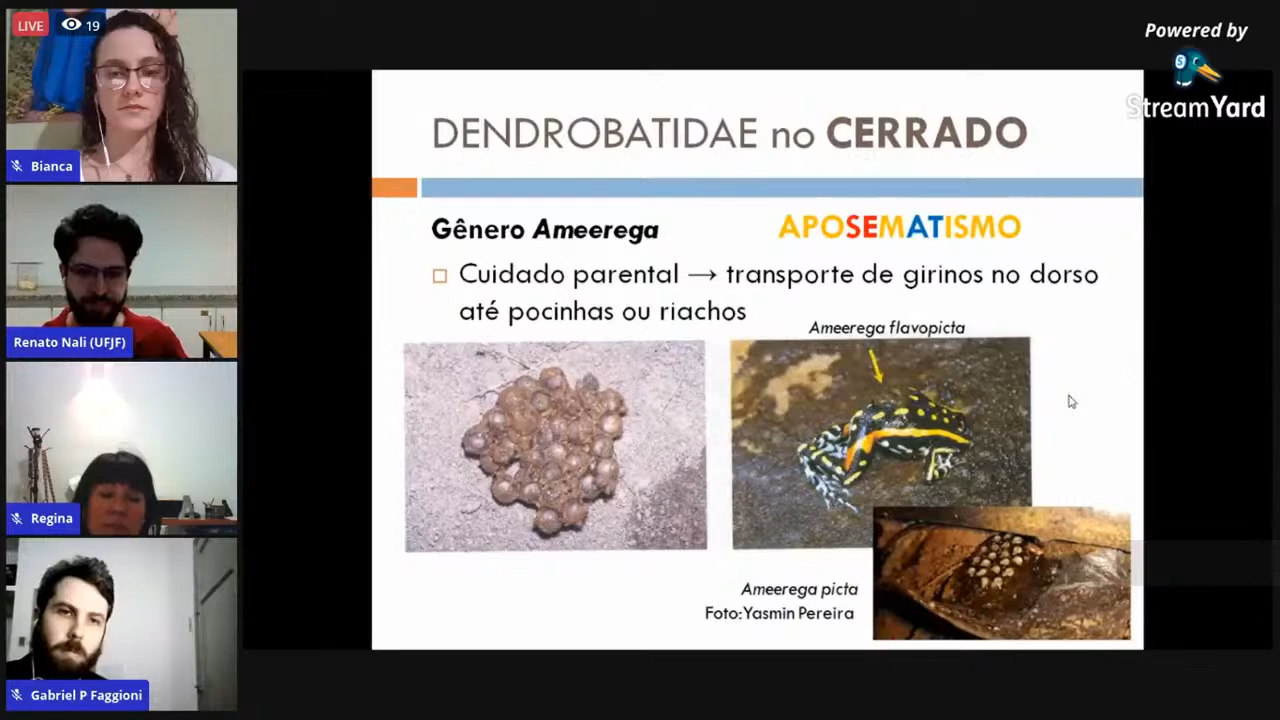 LIVE 19
Bianca
Renato Nali (UFJF)
Regina
Gabriel P Faggioni
Powered by
StreamYard
DENDROBATIDAE no CERRADO
Gênero Ameerega
APOSEMATISMO
Cuidado parental → transporte de girinos no dorso
até pocinhas ou riachos
Ameerega flavopicta
Ameerega picta
Foto:Yasmin Pereira